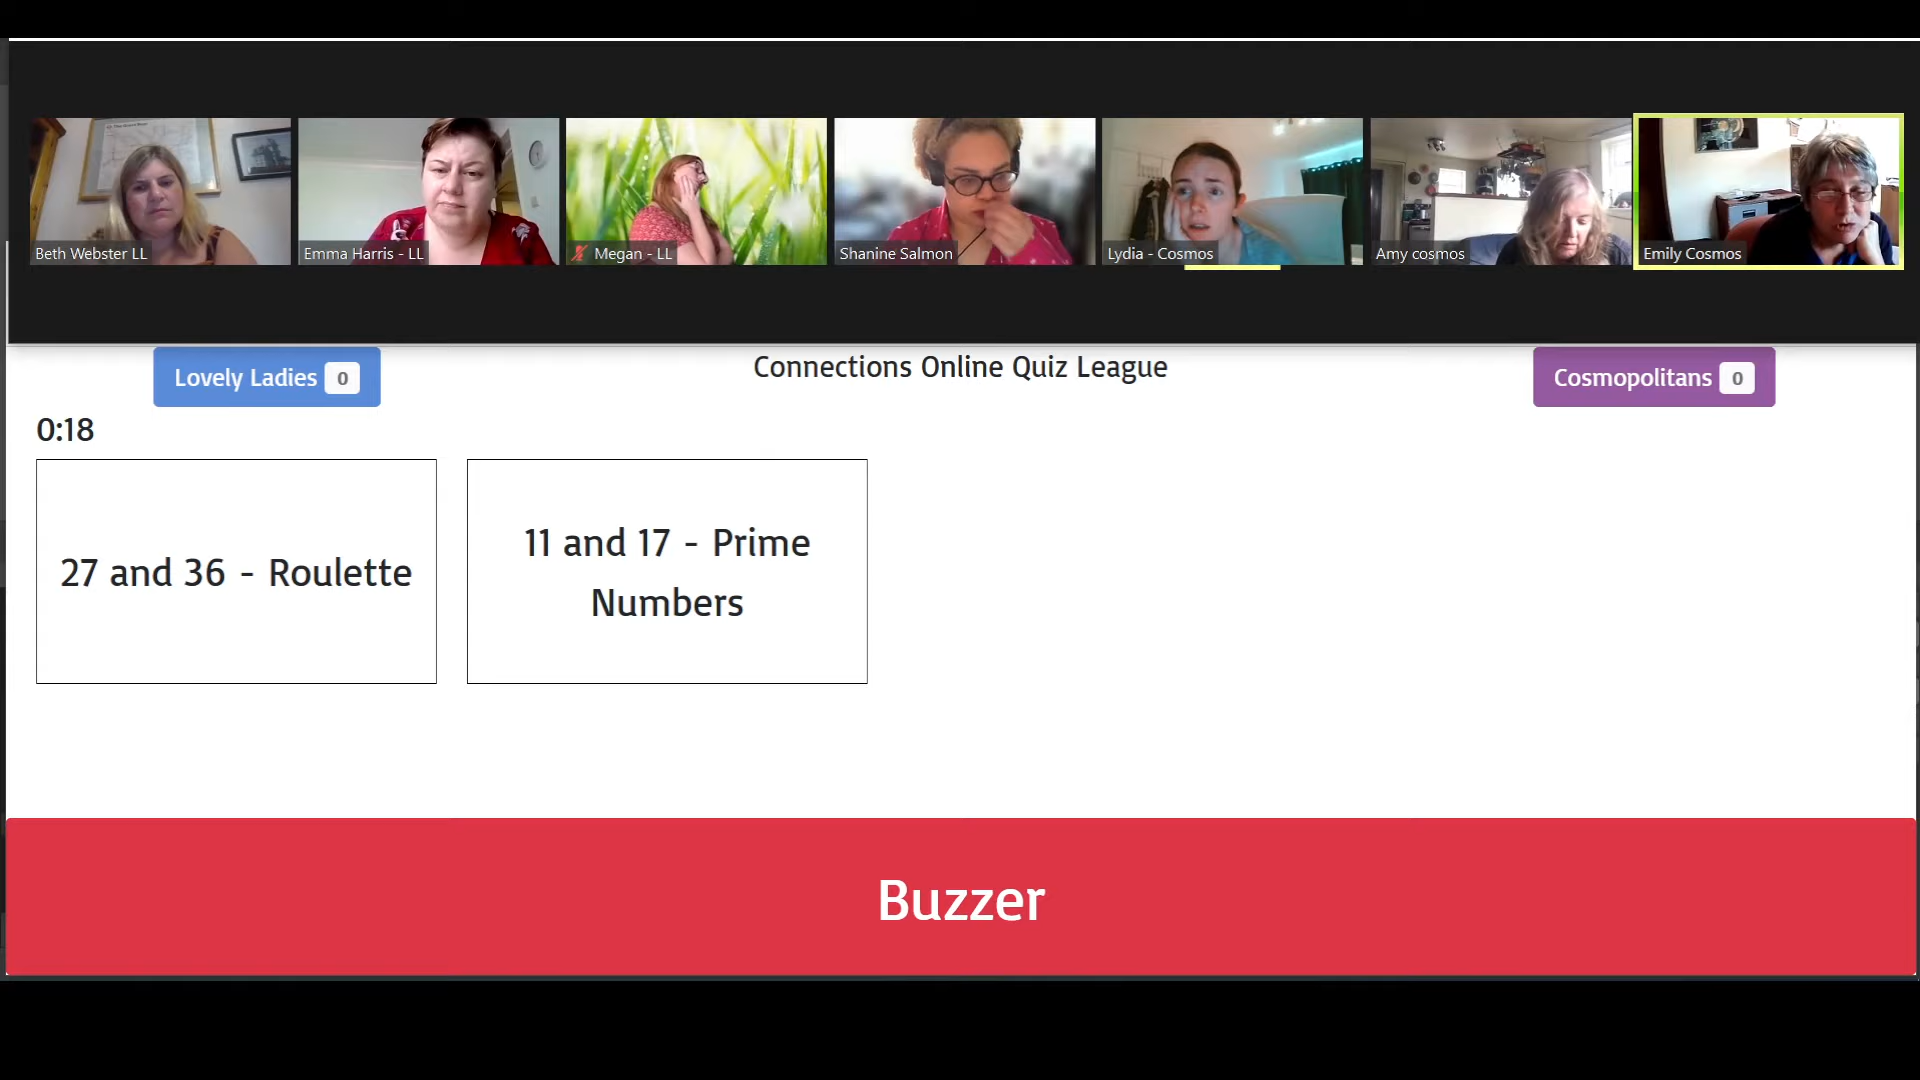 Beth Webster LL
Emma Harris - LL
Megan - LL
Shanine Salmon
Lydia - Cosmos
Amy cosmos
Emily Cosmos
Lovely Ladies 0
Connections Online Quiz League
Cosmopolitans 0
0:18
27 and 36 - Roulette
11 and 17 - Prime
Numbers
Buzzer